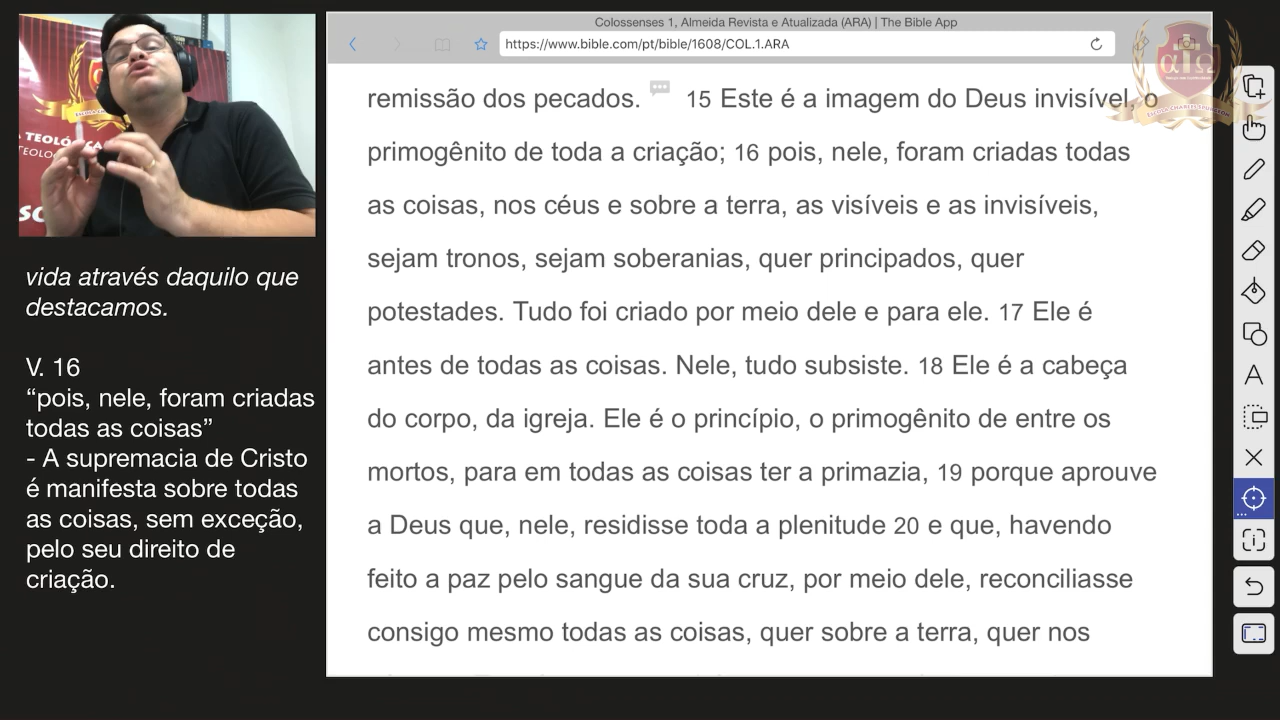 Colossenses 1, Almeida Revista e Atualizada (ARA) | The Bible App
https://www.bible.com/pt/bible/1608/COL.1.ARA
remissão dos pecados. 15 Este é a imagem do Deus invisível, o
primogênito de toda a criação; 16 pois, nele, foram criadas todas
as coisas, nos céus e sobre a terra, as visíveis e as invisíveis,
sejam tronos, sejam soberanias, quer principados, quer
potestades. Tudo foi criado por meio dele e para ele. 17 Ele é
antes de todas as coisas. Nele, tudo subsiste. 18 Ele é a cabeça
do corpo, da igreja. Ele é o princípio, o primogênito de entre os
mortos, para em todas as coisas ter a primazia, 19 porque aprouve
a Deus que, nele, residisse toda a plenitude 20 e que, havendo
feito a paz pelo sangue da sua cruz, por meio dele, reconciliasse
consigo mesmo todas as coisas, quer sobre a terra, quer nos
vida através daquilo que
destacamos.
V. 16
“pois, nele, foram criadas
todas as coisas”
- A supremacia de Cristo
é manifesta sobre todas
as coisas, sem exceção,
pelo seu direito de
criação.
αΩ
ESCOLA CHARLES SPURGEON
A